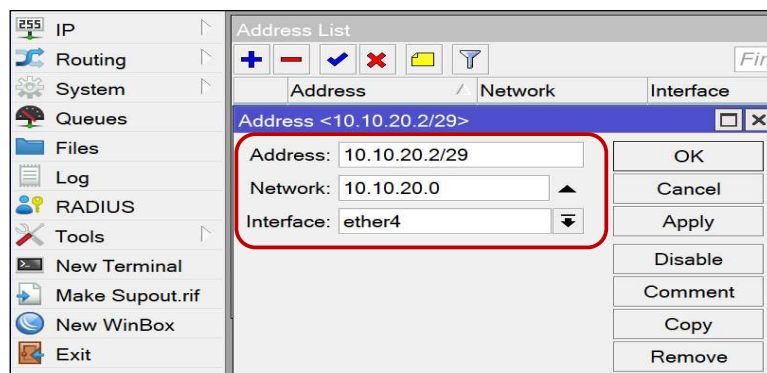 255 IP
Routing
System
Queues
Files
Log
RADIUS
Tools
New Terminal
Make Supout.rif
New WinBox
Exit
Address List
Fin
Address Network Interface
Address <10.10.20.2/29>
Address: 10.10.20.2/29
Network: 10.10.20.0
Interface: ether4
OK
Cancel
Apply
Disable
Comment
Copy
Remove